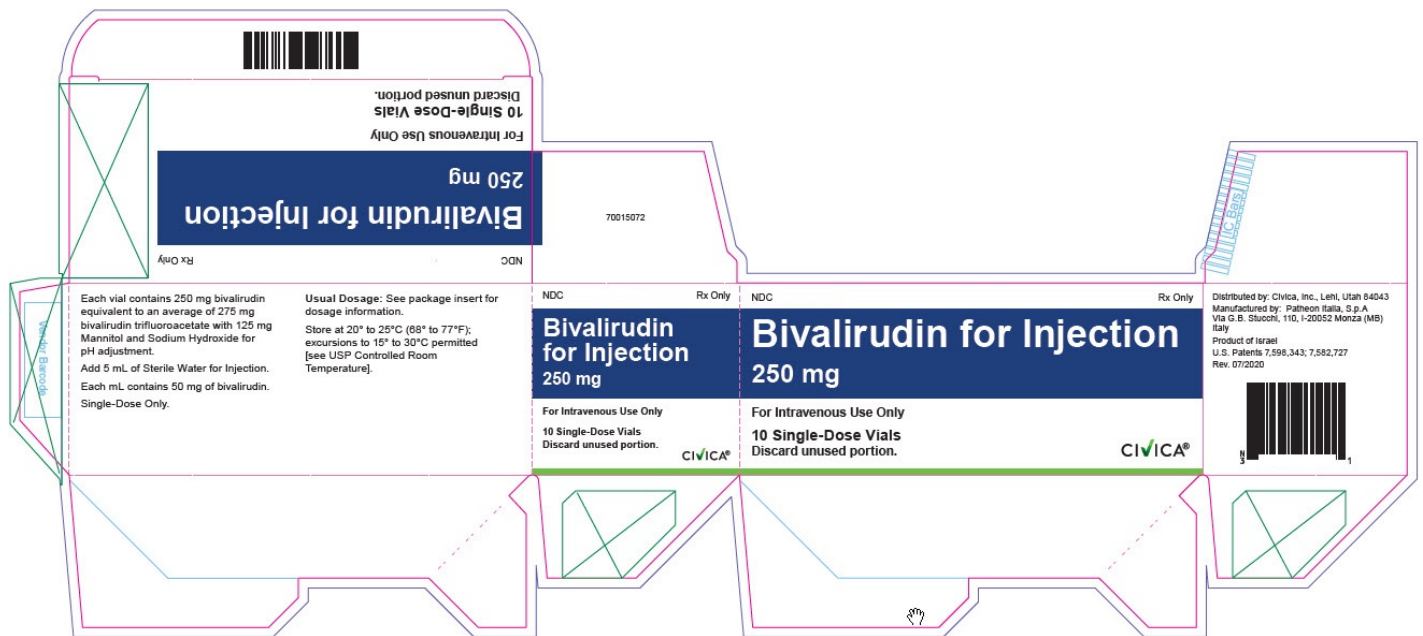 Discard unused portion.
10 Single-Dose Vials
For Intravenous Use Only
250 mg
Bivalirudin for Injection
NDC
Rx Only
70015072
IC Bars
Vendor Barcode
Each vial contains 250 mg bivalirudin
equivalent to an average of 275 mg
bivalirudin trifluoroacetate with 125 mg
Mannitol and Sodium Hydroxide for
pH adjustment.
Add 5 mL of Sterile Water for Injection.
Each mL contains 50 mg of bivalirudin.
Single-Dose Only.
Usual Dosage: See package insert for
dosage information.
Store at 20° to 25°C (68° to 77°F);
excursions to 15° to 30°C permitted
[see USP Controlled Room
Temperature].
NDC Rx Only
Bivalirudin
for Injection
250 mg
For Intravenous Use Only
10 Single-Dose Vials
Discard unused portion.
CIVICA®
NDC Rx Only
Bivalirudin for Injection
250 mg
For Intravenous Use Only
10 Single-Dose Vials
Discard unused portion.
CIVICA®
Distributed by: Civica, Inc., Lehi, Utah 84043
Manufactured by: Patheon Italia, S.p.A
Via G.B. Stucchi, 110, I-20052 Monza (MB)
Italy
Product of Israel
U.S. Patents 7,598,343; 7,582,727
Rev. 07/2020
N
3 1